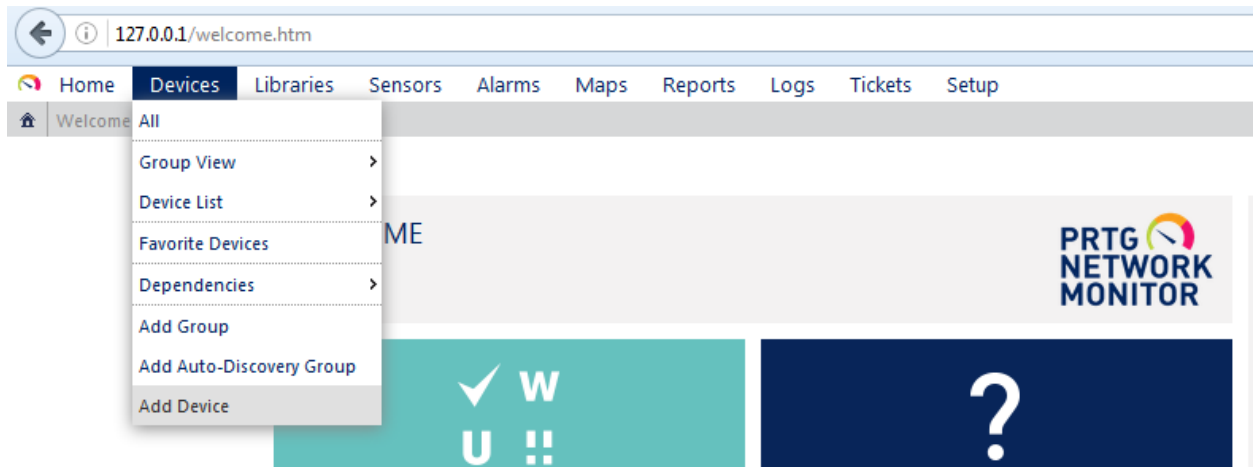 127.0.0.1/welcome.htm
Home Devices Libraries Sensors Alarms Maps Reports Logs Tickets Setup
Welcome
All
Group View
Device List
Favorite Devices
Dependencies
Add Group
Add Auto-Discovery Group
Add Device
ME
PRTG
NETWORK
MONITOR
W
U !!
?